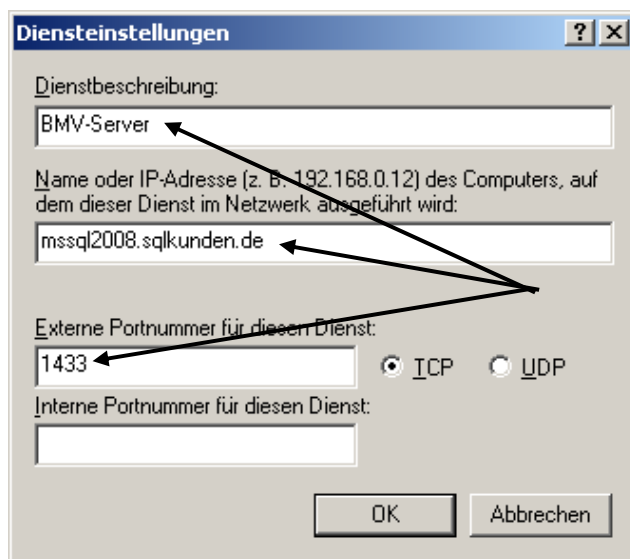 Diensteinstellungen
Dienstbeschreibung:
BMV-Server
Name oder IP-Adresse (z. B. 192.168.0.12) des Computers, auf
dem dieser Dienst im Netzwerk ausgeführt wird:
mssql2008.sqlkunden.de
Externe Portnummer für diesen Dienst:
1433
TCP
UDP
Interne Portnummer für diesen Dienst:
OK
Abbrechen